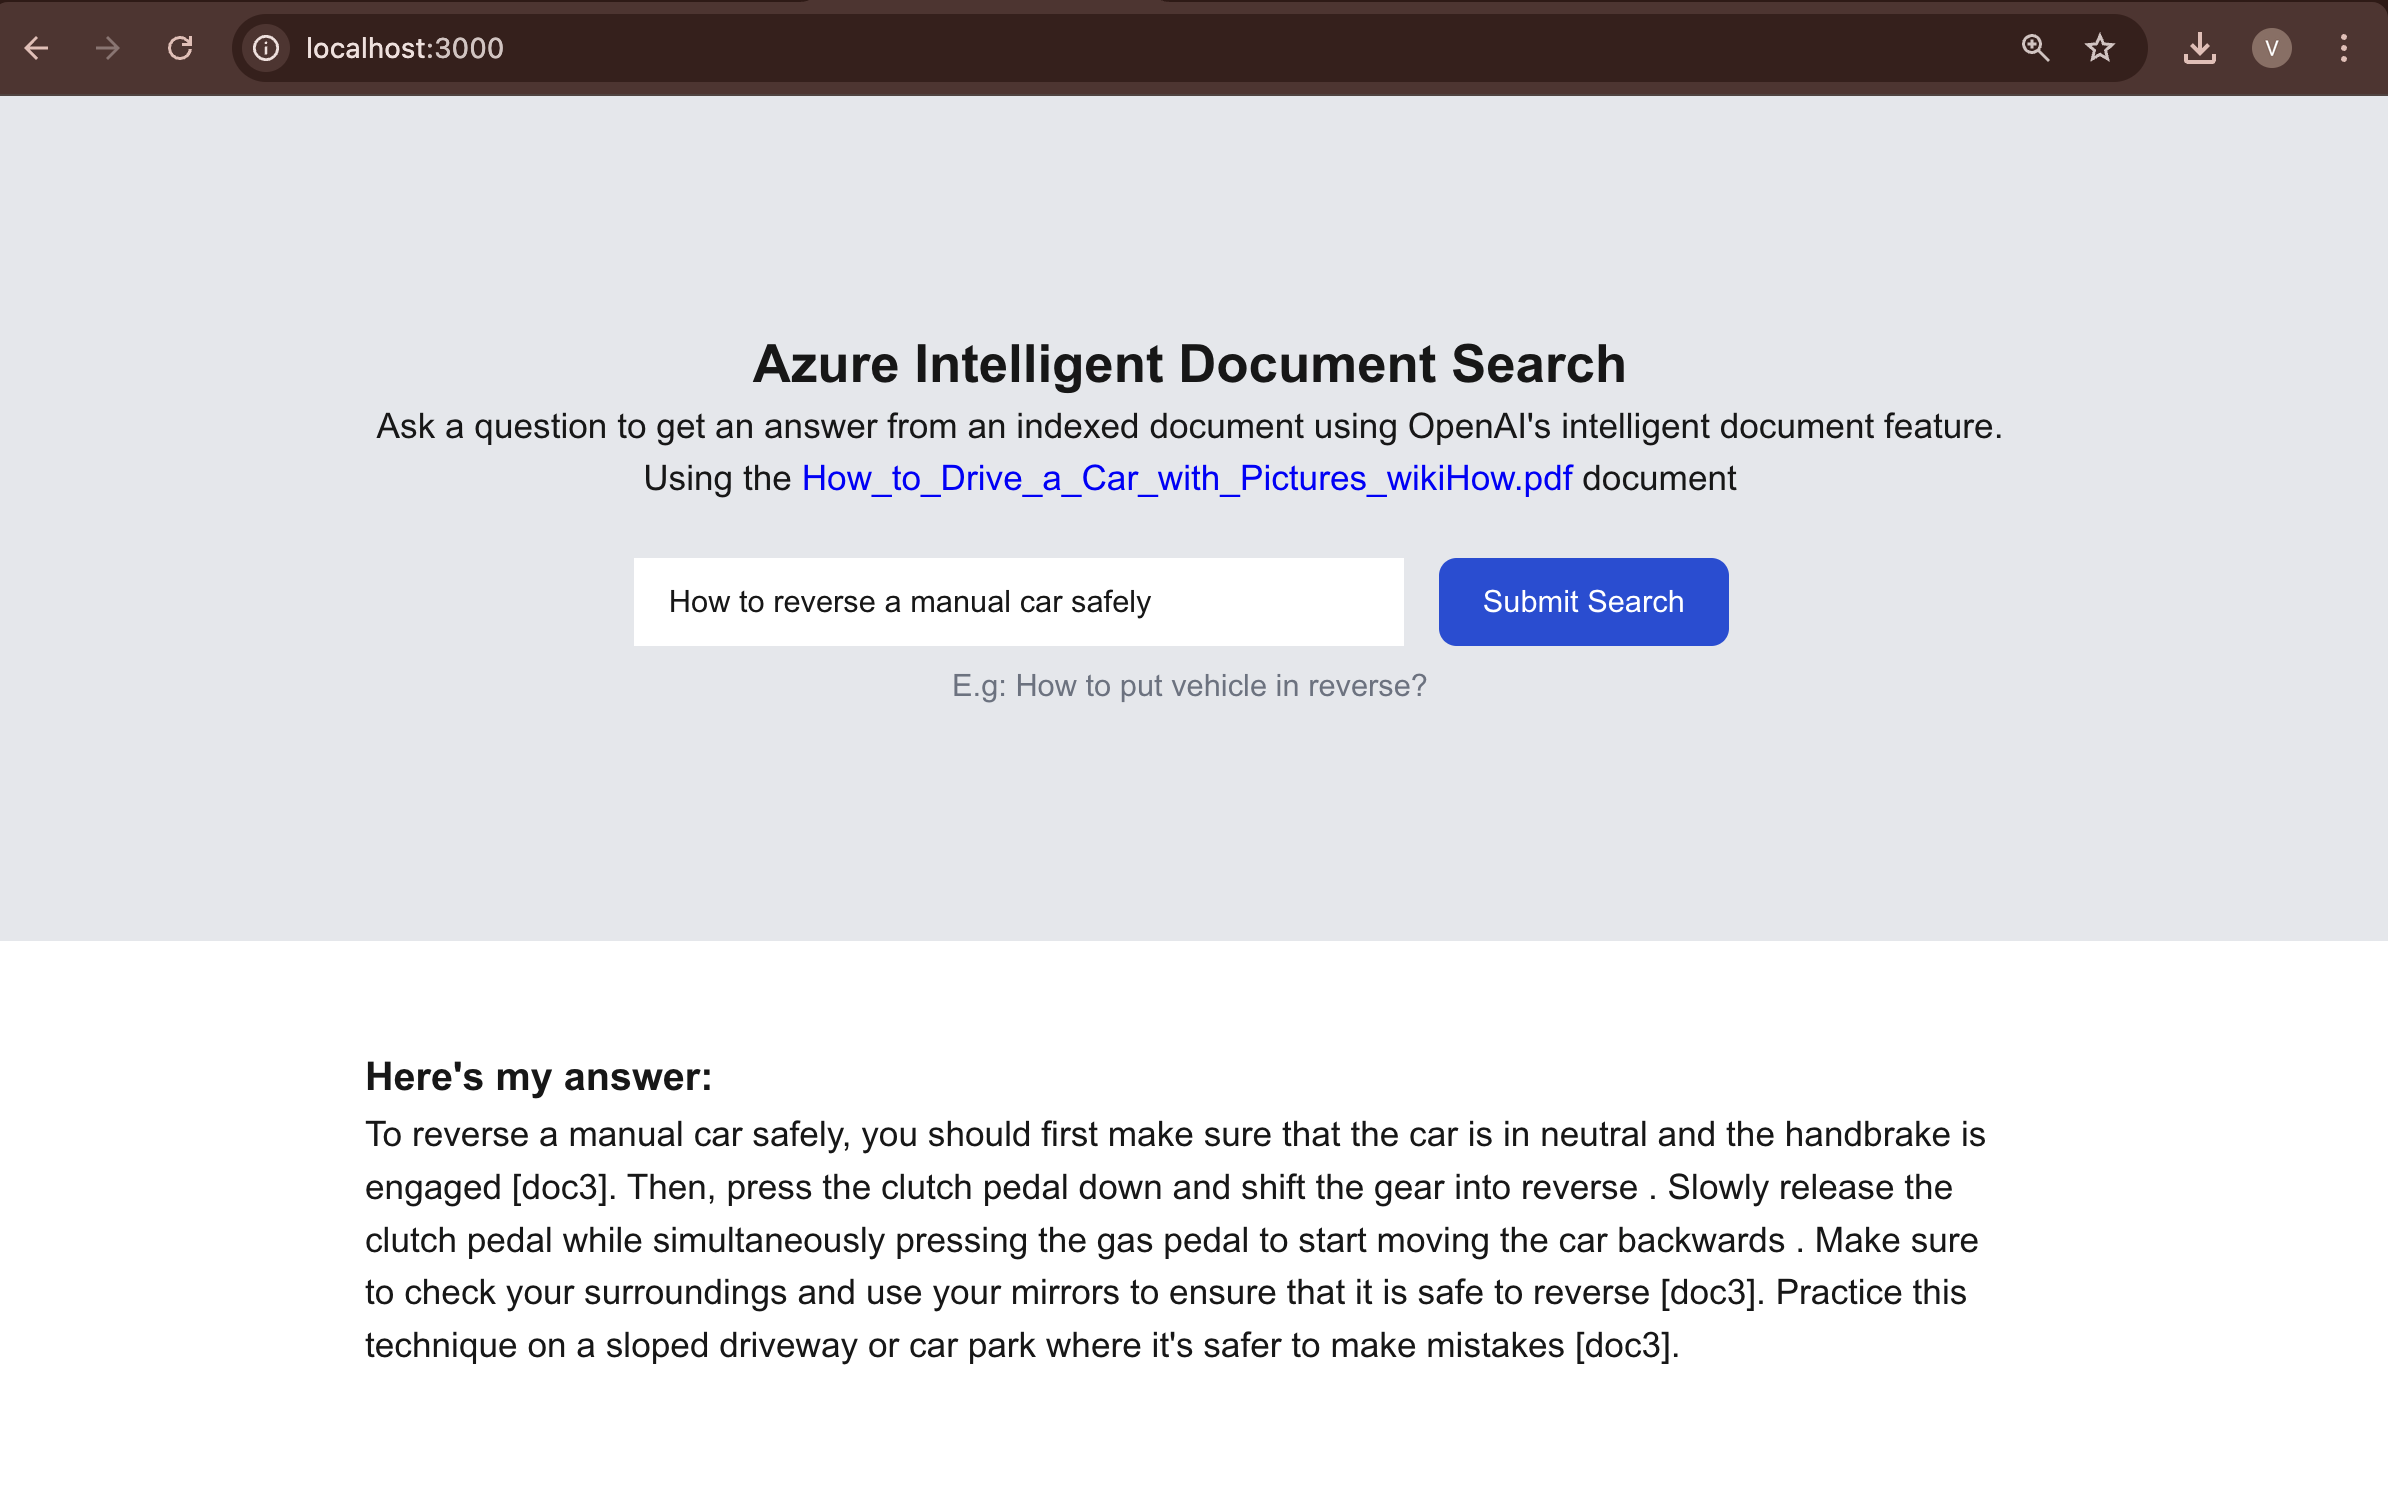 localhost:3000
V
Azure Intelligent Document Search
Ask a question to get an answer from an indexed document using OpenAI's intelligent document feature.
Using the How_to_Drive_a_Car_with_Pictures_wikiHow.pdf document
How to reverse a manual car safely
Submit Search
E.g: How to put vehicle in reverse?
Here's my answer:
To reverse a manual car safely, you should first make sure that the car is in neutral and the handbrake is
engaged [doc3]. Then, press the clutch pedal down and shift the gear into reverse . Slowly release the
clutch pedal while simultaneously pressing the gas pedal to start moving the car backwards . Make sure
to check your surroundings and use your mirrors to ensure that it is safe to reverse [doc3]. Practice this
technique on a sloped driveway or car park where it's safer to make mistakes [doc3].